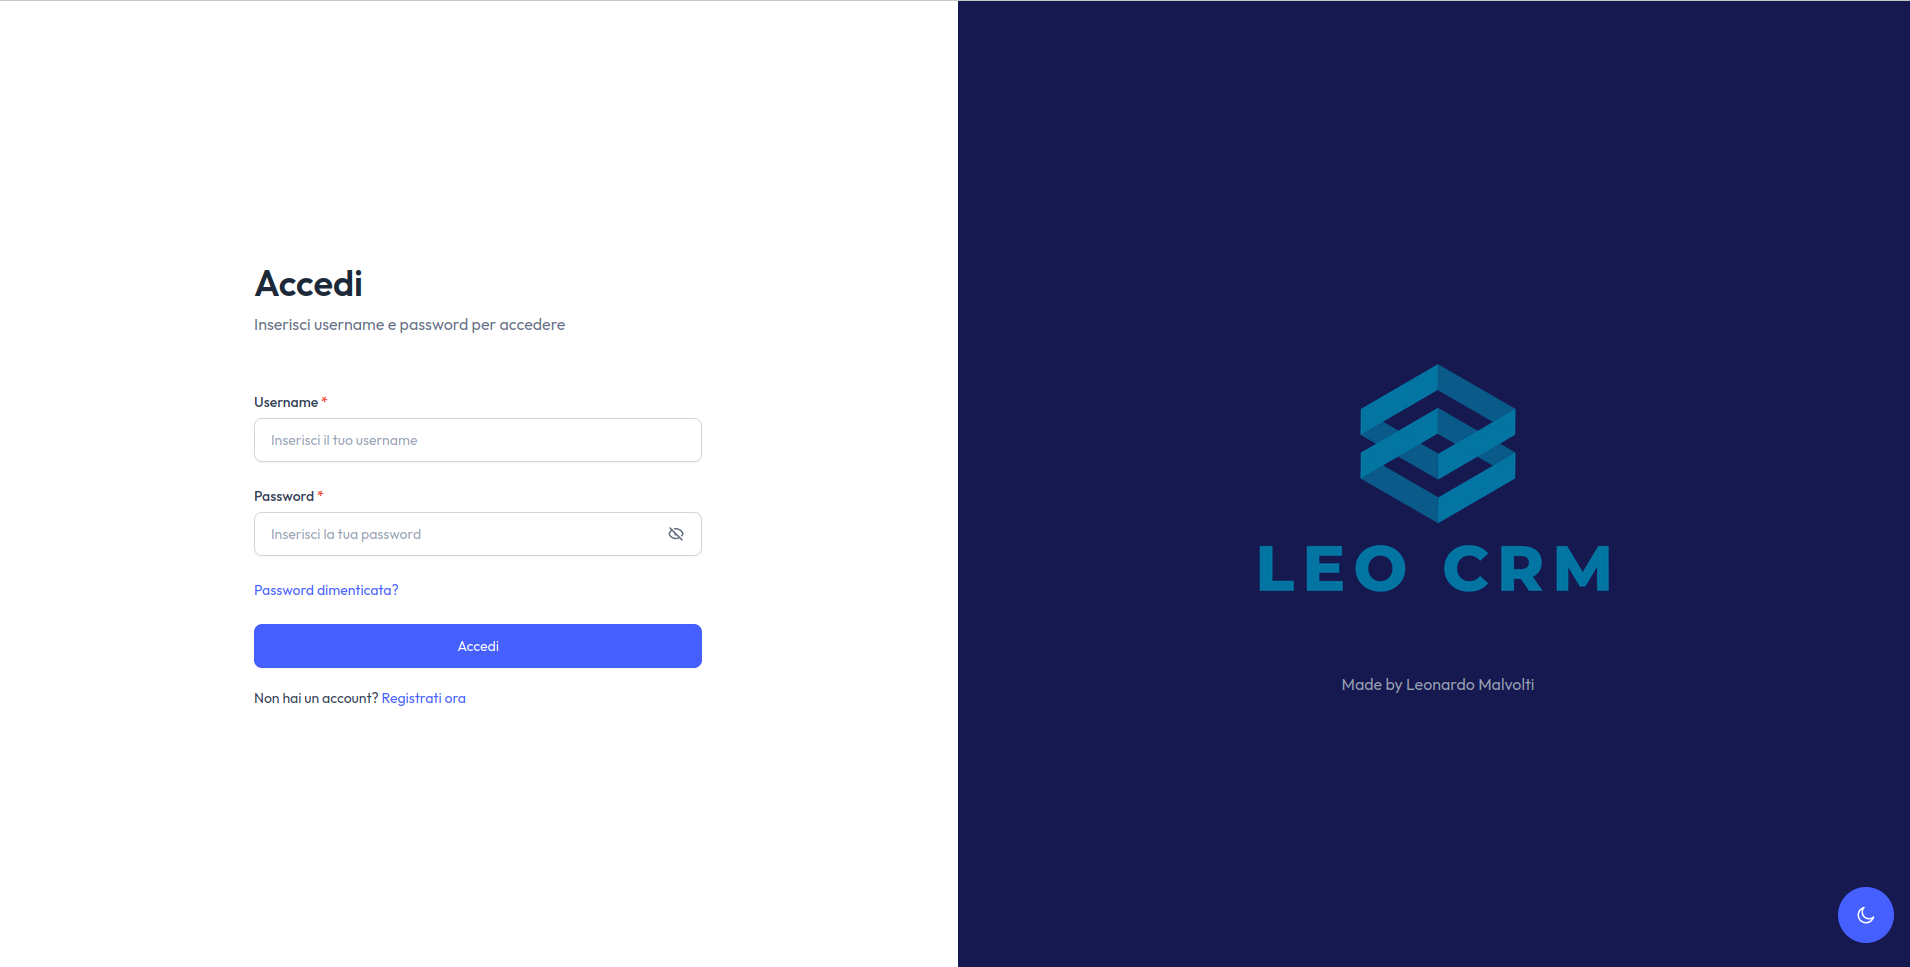 Accedi
Inserisci username e password per accedere
Username *
Inserisci il tuo username
Password *
Inserisci la tua password
Password dimenticata?
Accedi
Non hai un account? Registrati ora
LEO CRM
Made by Leonardo Malvolti